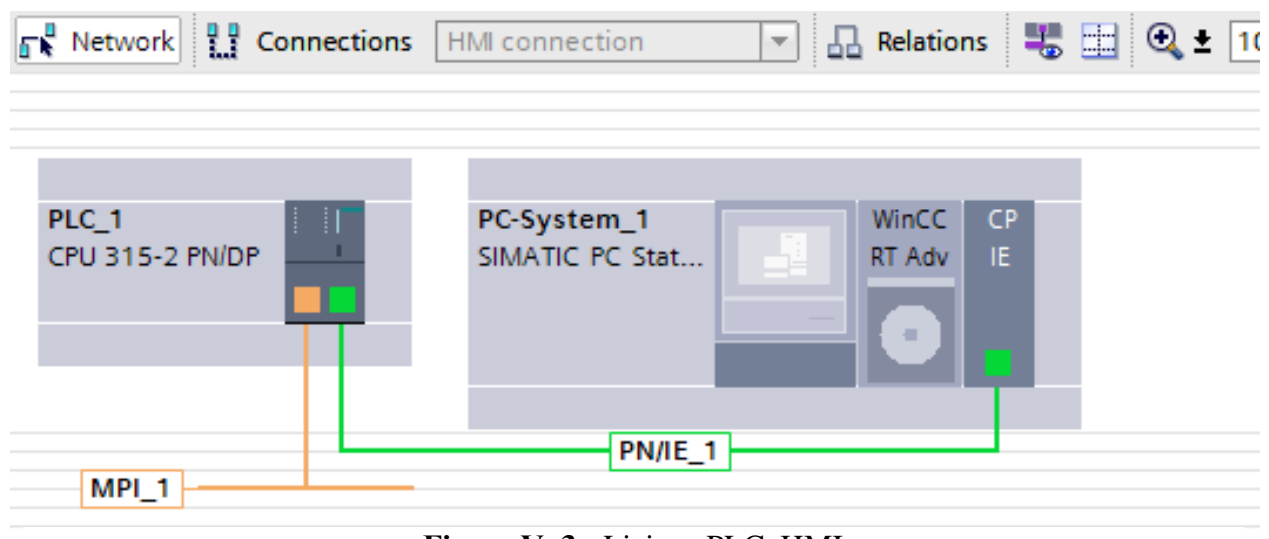 Network Connections HMI connection Relations 10
PLC_1
CPU 315-2 PN/DP
PC-System_1
SIMATIC PC Stat...
WinCC
RT Adv
CP
IE
PN/IE_1
MPI_1